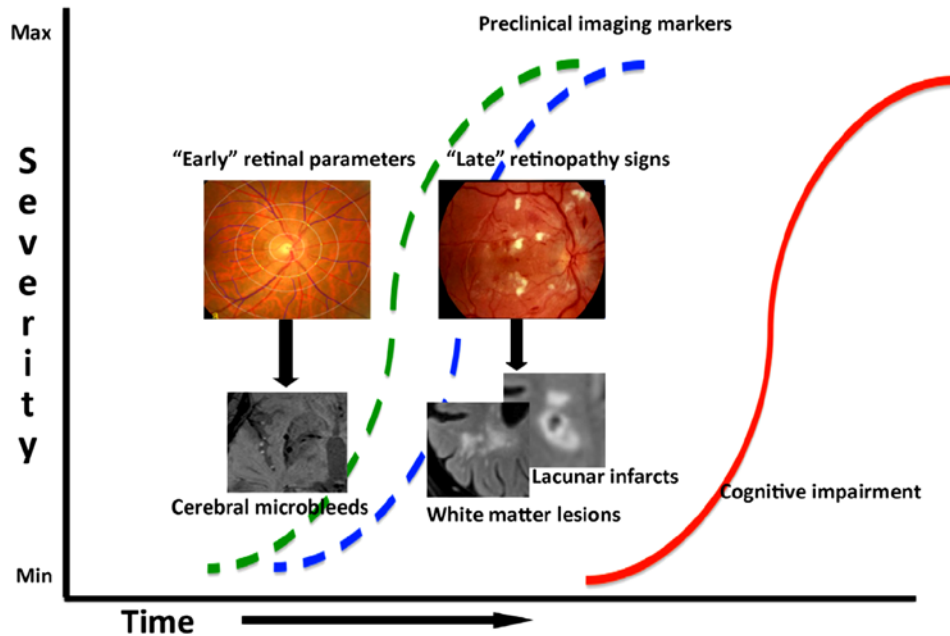 Preclinical imaging markers
Max
Severity
“Early” retinal parameters
“Late” retinopathy signs
Cerebral microbleeds
Lacunar infarcts
White matter lesions
Cognitive impairment
Min
Time